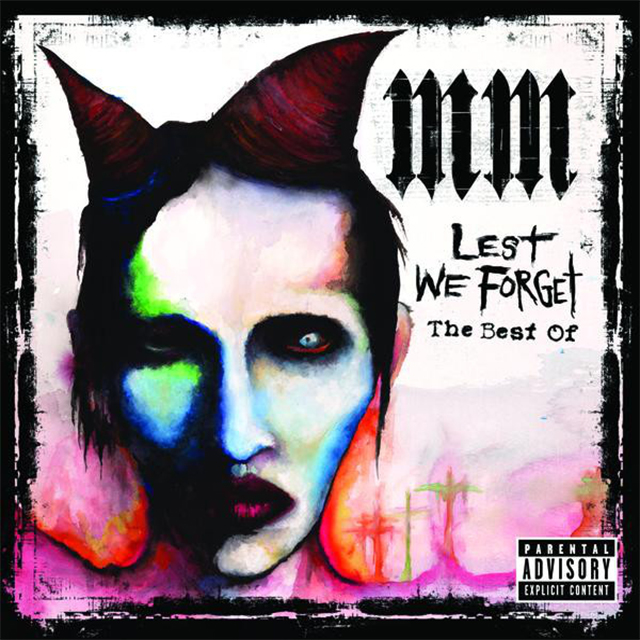 mm
LEST
WE FORGET
The Best Of
PARENTAL
ADVISORY
EXPLICIT CONTENT